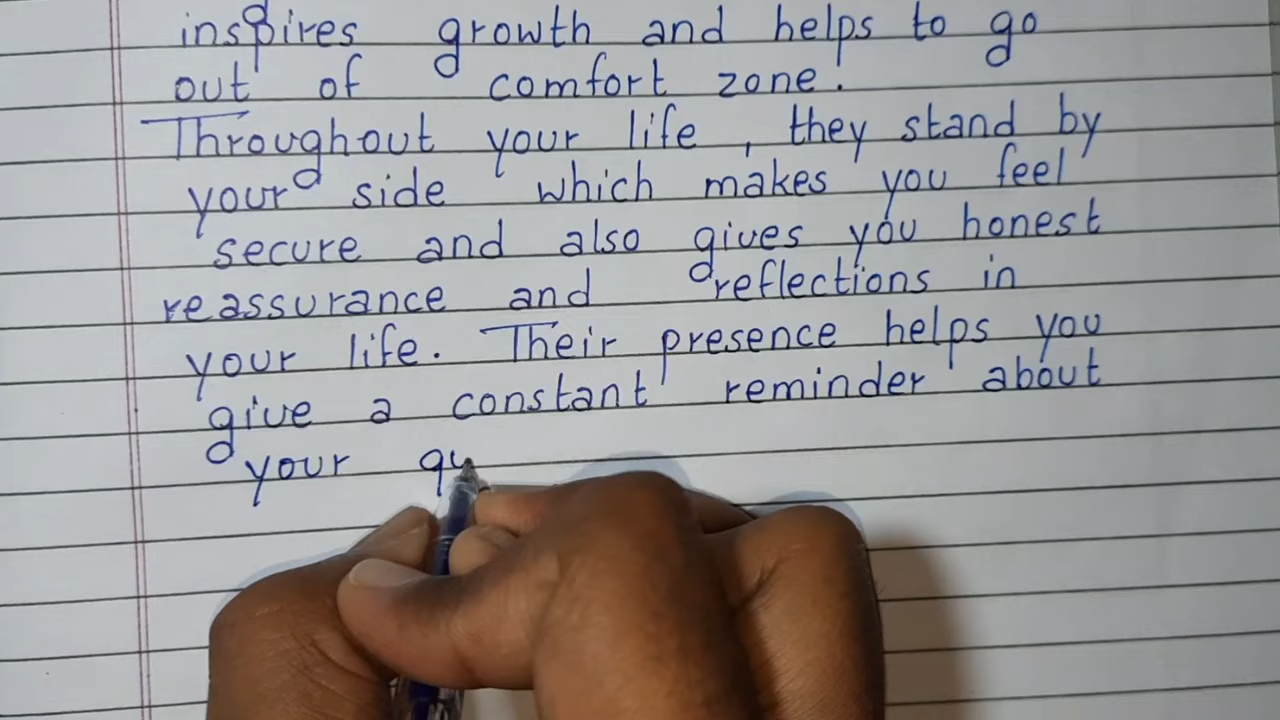 inspires growth and helps to go
out of comfort zone.
Throughout your life, they stand by
your side which makes you feel
secure and also gives you honest
reassurance and reflections in
your life. Their presence helps you
give a constant reminder about
your qu